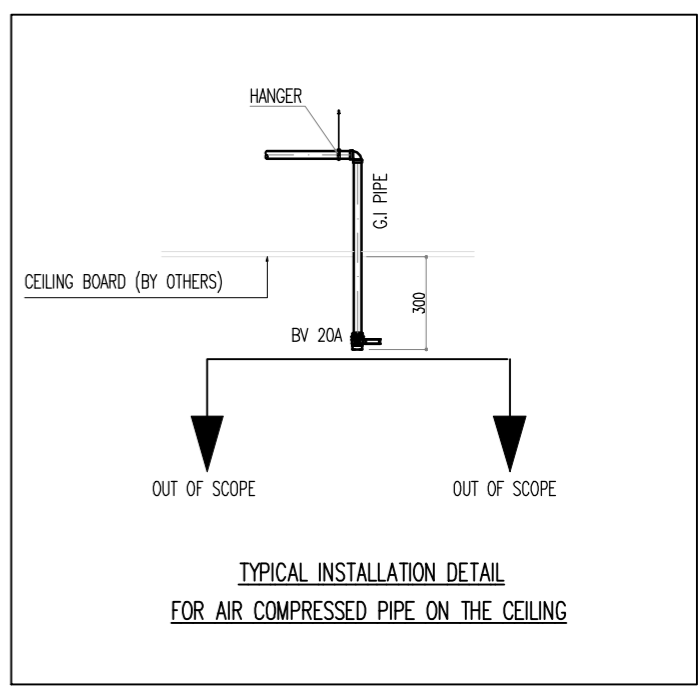 HANGER
G.I PIPE
CEILING BOARD (BY OTHERS)
300
BV 20A
OUT OF SCOPE
OUT OF SCOPE
TYPICAL INSTALLATION DETAIL
FOR AIR COMPRESSED PIPE ON THE CEILING